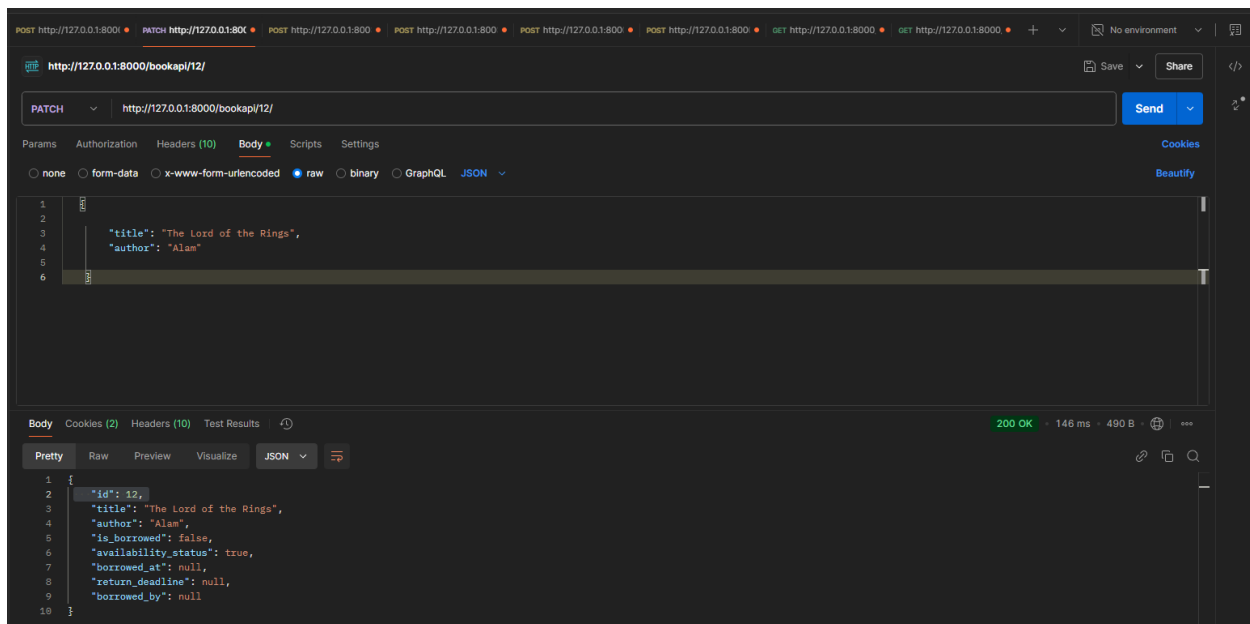 POST http://127.0.0.1:800( PATCH http://127.0.0.1:80( POST http://127.0.0.1:800 POST http://127.0.0.1:800 POST http://127.0.0.1:800 POST http://127.0.0.1:800 GET http://127.0.0.1:8000 GET http://127.0.0.1:8000, No environment
HTTP http://127.0.0.1:8000/bookapi/12/ Save Share
PATCH http://127.0.0.1:8000/bookapi/12/ Send
Params Authorization Headers (10) Body Scripts Settings Cookies
none form-data x-www-form-urlencoded raw binary GraphQL JSON Beautify
1 {
2
3 "title": "The Lord of the Rings",
4 "author": "Alam"
5
6 }
Body Cookies (2) Headers (10) Test Results 200 OK 146 ms 490 B
Pretty Raw Preview Visualize JSON
1 {
2 "id": 12,
3 "title": "The Lord of the Rings",
4 "author": "Alam",
5 "is_borrowed": false,
6 "availability_status": true,
7 "borrowed_at": null,
8 "return_deadline": null,
9 "borrowed_by": null
10 }